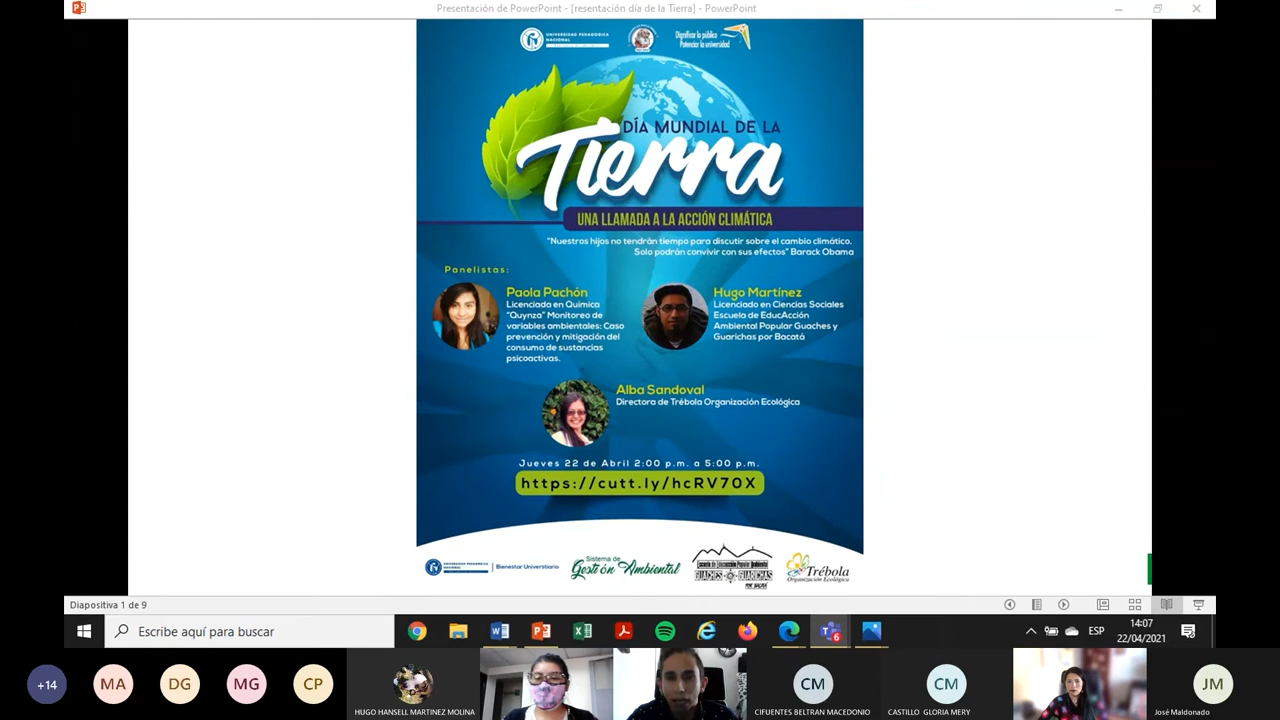 Presentación de PowerPoint - [resentación día de la Tierra] - PowerPoint
UNIVERSIDAD PEDAGÓGICA
NACIONAL
Dignificar lo público
Potenciar la universidad
DÍA MUNDIAL DE LA
Tierra
UNA LLAMADA A LA ACCIÓN CLIMÁTICA
"Nuestros hijos no tendrán tiempo para discutir sobre el cambio climático.
Solo podrán convivir con sus efectos" Barack Obama
Panelistas:
Paola Pachón
Licenciada en Química
"Quynza" Monitoreo de
variables ambientales: Caso
prevención y mitigación del
consumo de sustancias
psicoactivas.
Hugo Martínez
Licenciado en Ciencias Sociales
Escuela de EducAcción
Ambiental Popular Guaches y
Guarichas por Bacatá
Alba Sandoval
Directora de Trébola Organización Ecológica
Jueves 22 de Abril 2:00 p.m. a 5:00 p.m.
https://cutt.ly/hcRV70X
Bienestar Universitario
Sistema de
Gestión Ambiental
GUACHES GUARICHAS
POR BACATÁ
Trébola
Organización Ecológica
Diapositiva 1 de 9
Escribe aquí para buscar
6
ESP
14:07
22/04/2021
+14
MA
DG
MG
CP
HUGO HANSELL MARTINEZ MOLINA
CM
CIFUENTES BELTRAN MACEDONIO
CM
CASTILLO GLORIA MERY
JM
José Maldonado